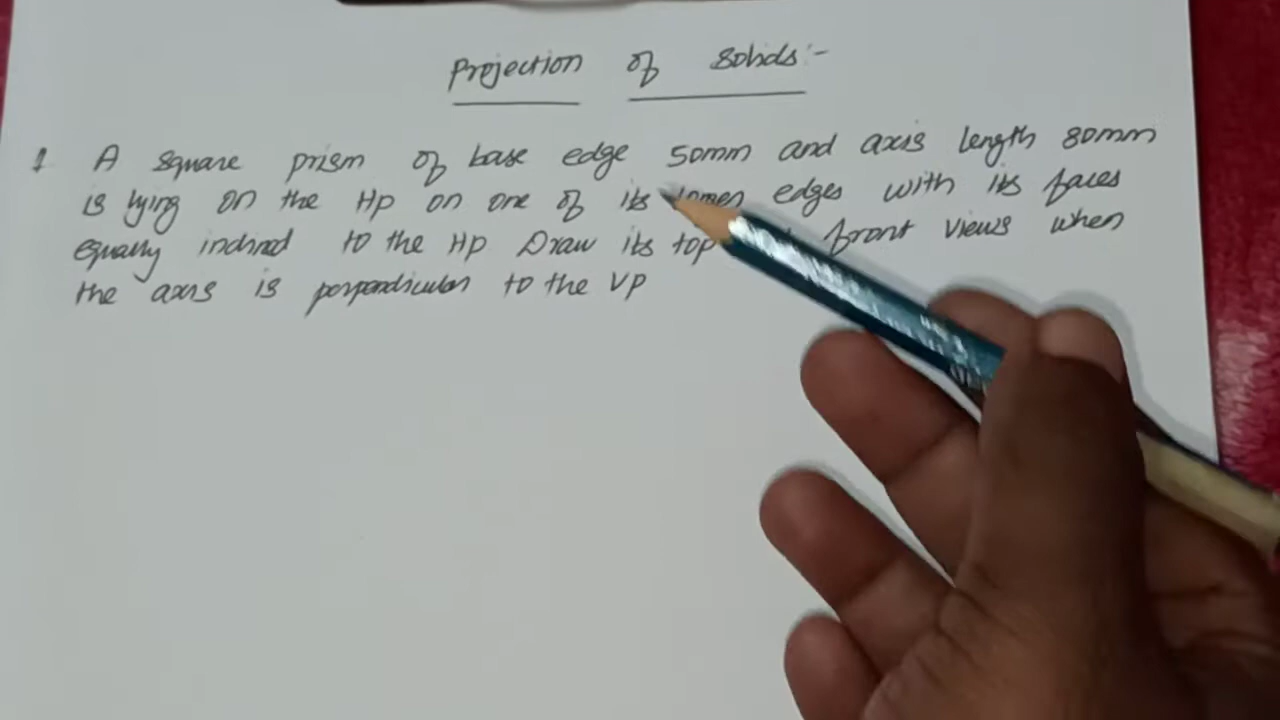 Projection of Solids:-
1 A square prism of base edge 50mm and axis length 80mm
is lying on the HP on one of its edges with its faces
equally inclined to the HP Draw its top front views when
the axis is perpendicular to the VP